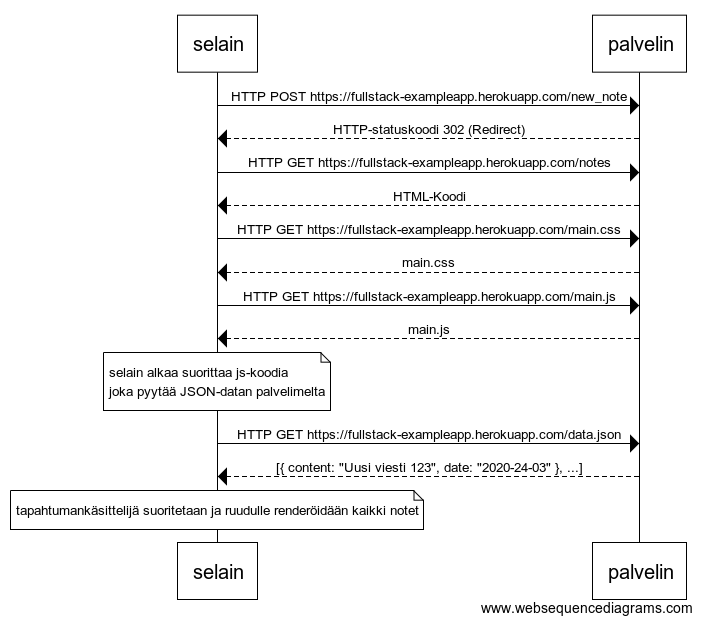 selain palvelin
HTTP POST https://fullstack-exampleapp.herokuapp.com/new_note
HTTP-statuskoodi 302 (Redirect)
HTTP GET https://fullstack-exampleapp.herokuapp.com/notes
HTML-Koodi
HTTP GET https://fullstack-exampleapp.herokuapp.com/main.css
main.css
HTTP GET https://fullstack-exampleapp.herokuapp.com/main.js
main.js
selain alkaa suorittaa js-koodia
joka pyytää JSON-datan palvelimelta
HTTP GET https://fullstack-exampleapp.herokuapp.com/data.json
[{ content: "Uusi viesti 123", date: "2020-24-03" }, ...]
tapahtumankäsittelijä suoritetaan ja ruudulle renderöidään kaikki notet
selain palvelin
www.websequencediagrams.com